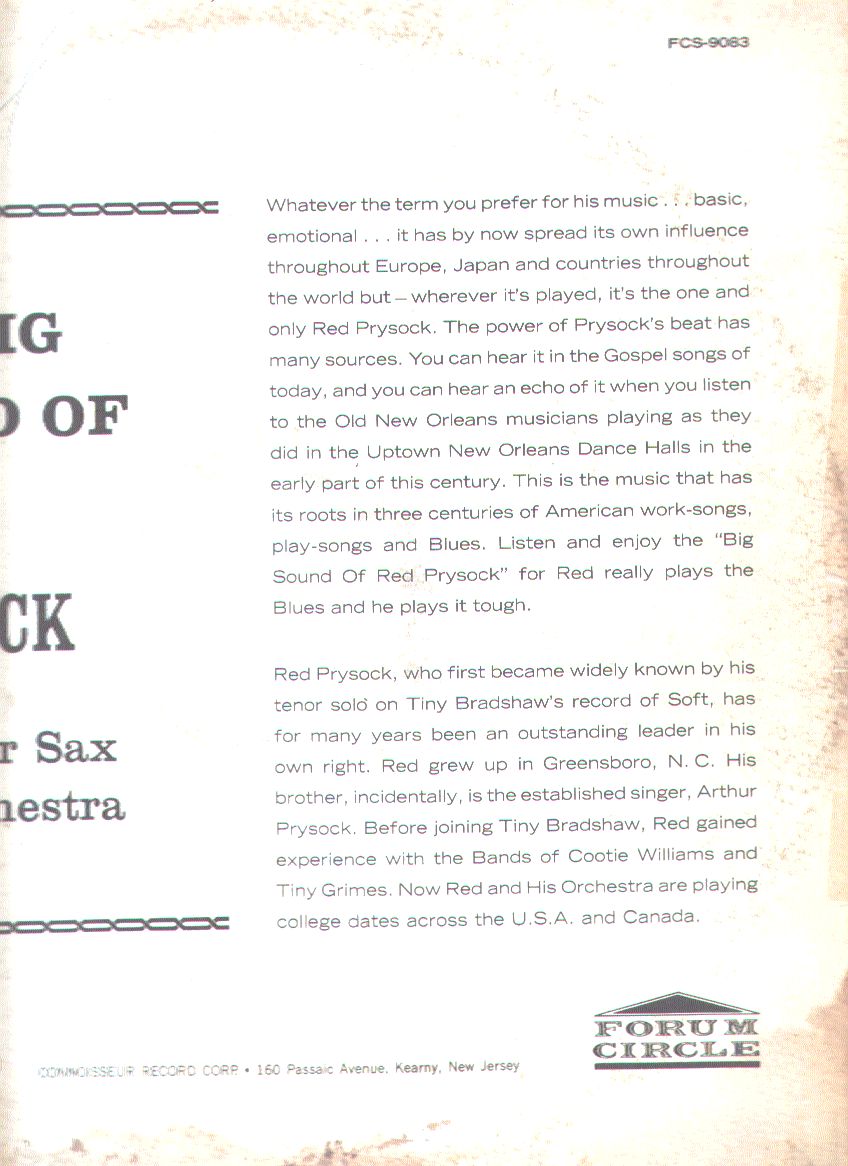 FCS-9063
IG
D OF
CK
r Sax
hestra
Whatever the term you prefer for his music . . . basic,
emotional . . . it has by now spread its own influence
throughout Europe, Japan and countries throughout
the world but – wherever it's played, it's the one and
only Red Prysock. The power of Prysock's beat has
many sources. You can hear it in the Gospel songs of
today, and you can hear an echo of it when you listen
to the Old New Orleans musicians playing as they
did in the Uptown New Orleans Dance Halls in the
early part of this century. This is the music that has
its roots in three centuries of American work-songs,
play-songs and Blues. Listen and enjoy the "Big
Sound Of Red Prysock" for Red really plays the
Blues and he plays it tough.
Red Prysock, who first became widely known by his
tenor solo on Tiny Bradshaw's record of Soft, has
for many years been an outstanding leader in his
own right. Red grew up in Greensboro, N. C. His
brother, incidentally, is the established singer, Arthur
Prysock. Before joining Tiny Bradshaw, Red gained
experience with the Bands of Cootie Williams and
Tiny Grimes. Now Red and His Orchestra are playing
college dates across the U.S.A. and Canada.
FORUM
CIRCLE
CONNOISSEUR RECORD CORP. • 160 Passaic Avenue, Kearny, New Jersey